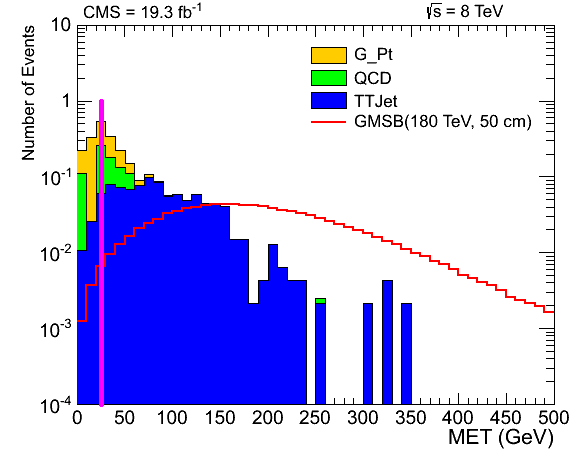 CMS = 19.3 fb⁻¹
√s = 8 TeV
Number of Events
10
1
10⁻¹
10⁻²
10⁻³
10⁻⁴
G_Pt
QCD
TTJet
GMSB(180 TeV, 50 cm)
0 50 100 150 200 250 300 350 400 450 500
MET (GeV)